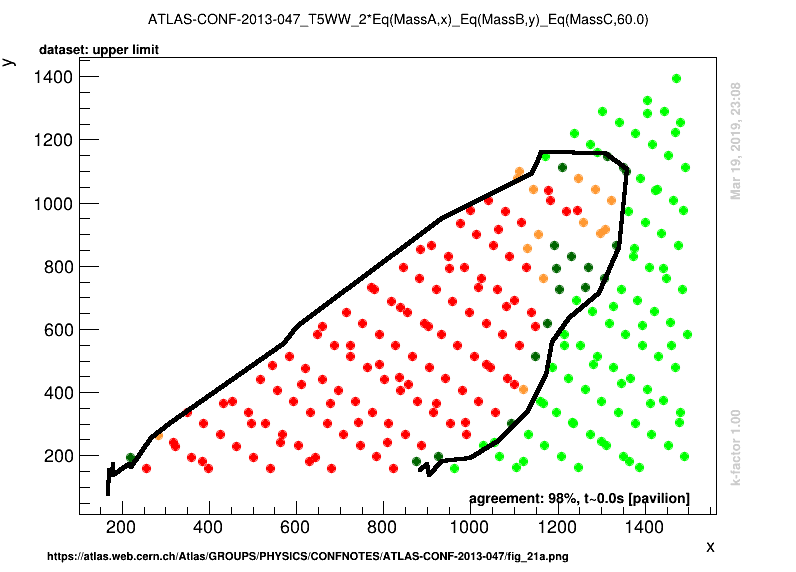 ATLAS-CONF-2013-047_T5WW_2*Eq(MassA,x)_Eq(MassB,y)_Eq(MassC,60.0)
dataset: upper limit
y
1400
1200
1000
800
600
400
200
200 400 600 800 1000 1200 1400
x
agreement: 98%, t~0.0s [pavilion]
Mar 19, 2019, 23:08
k-factor 1.00
https://atlas.web.cern.ch/Atlas/GROUPS/PHYSICS/CONFNOTES/ATLAS-CONF-2013-047/fig_21a.png